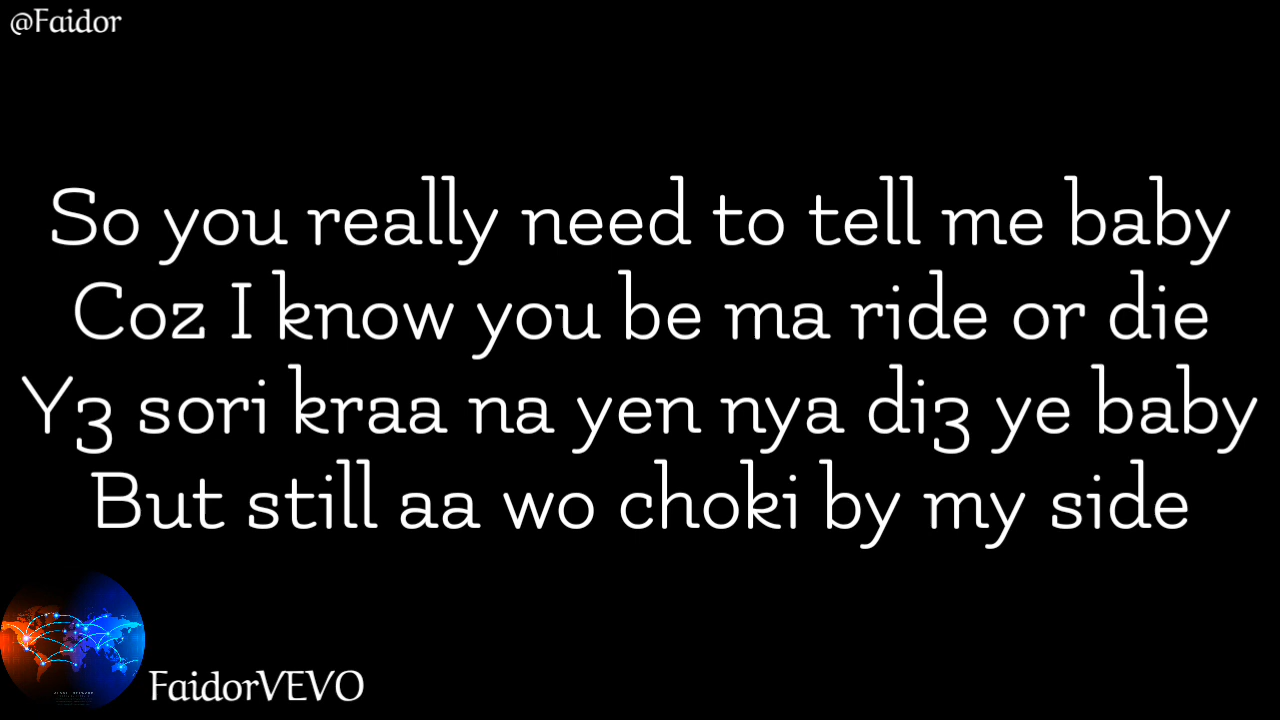 @Faidor
So you really need to tell me baby
Coz I know you be ma ride or die
Y3 sori kraa na yen nya di3 ye baby
But still aa wo choki by my side
FaidorVEVO